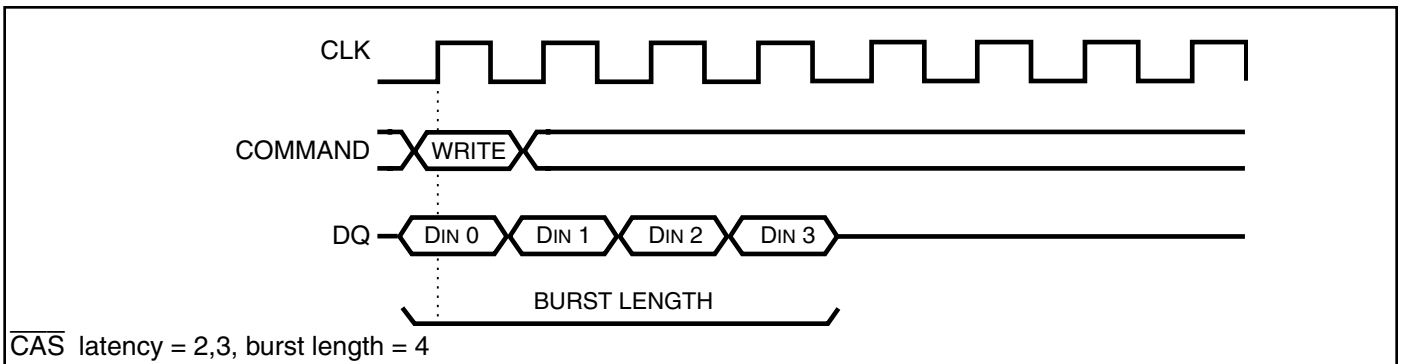 CLK
COMMAND WRITE
DQ DIN 0 DIN 1 DIN 2 DIN 3
BURST LENGTH
CAS latency = 2,3, burst length = 4